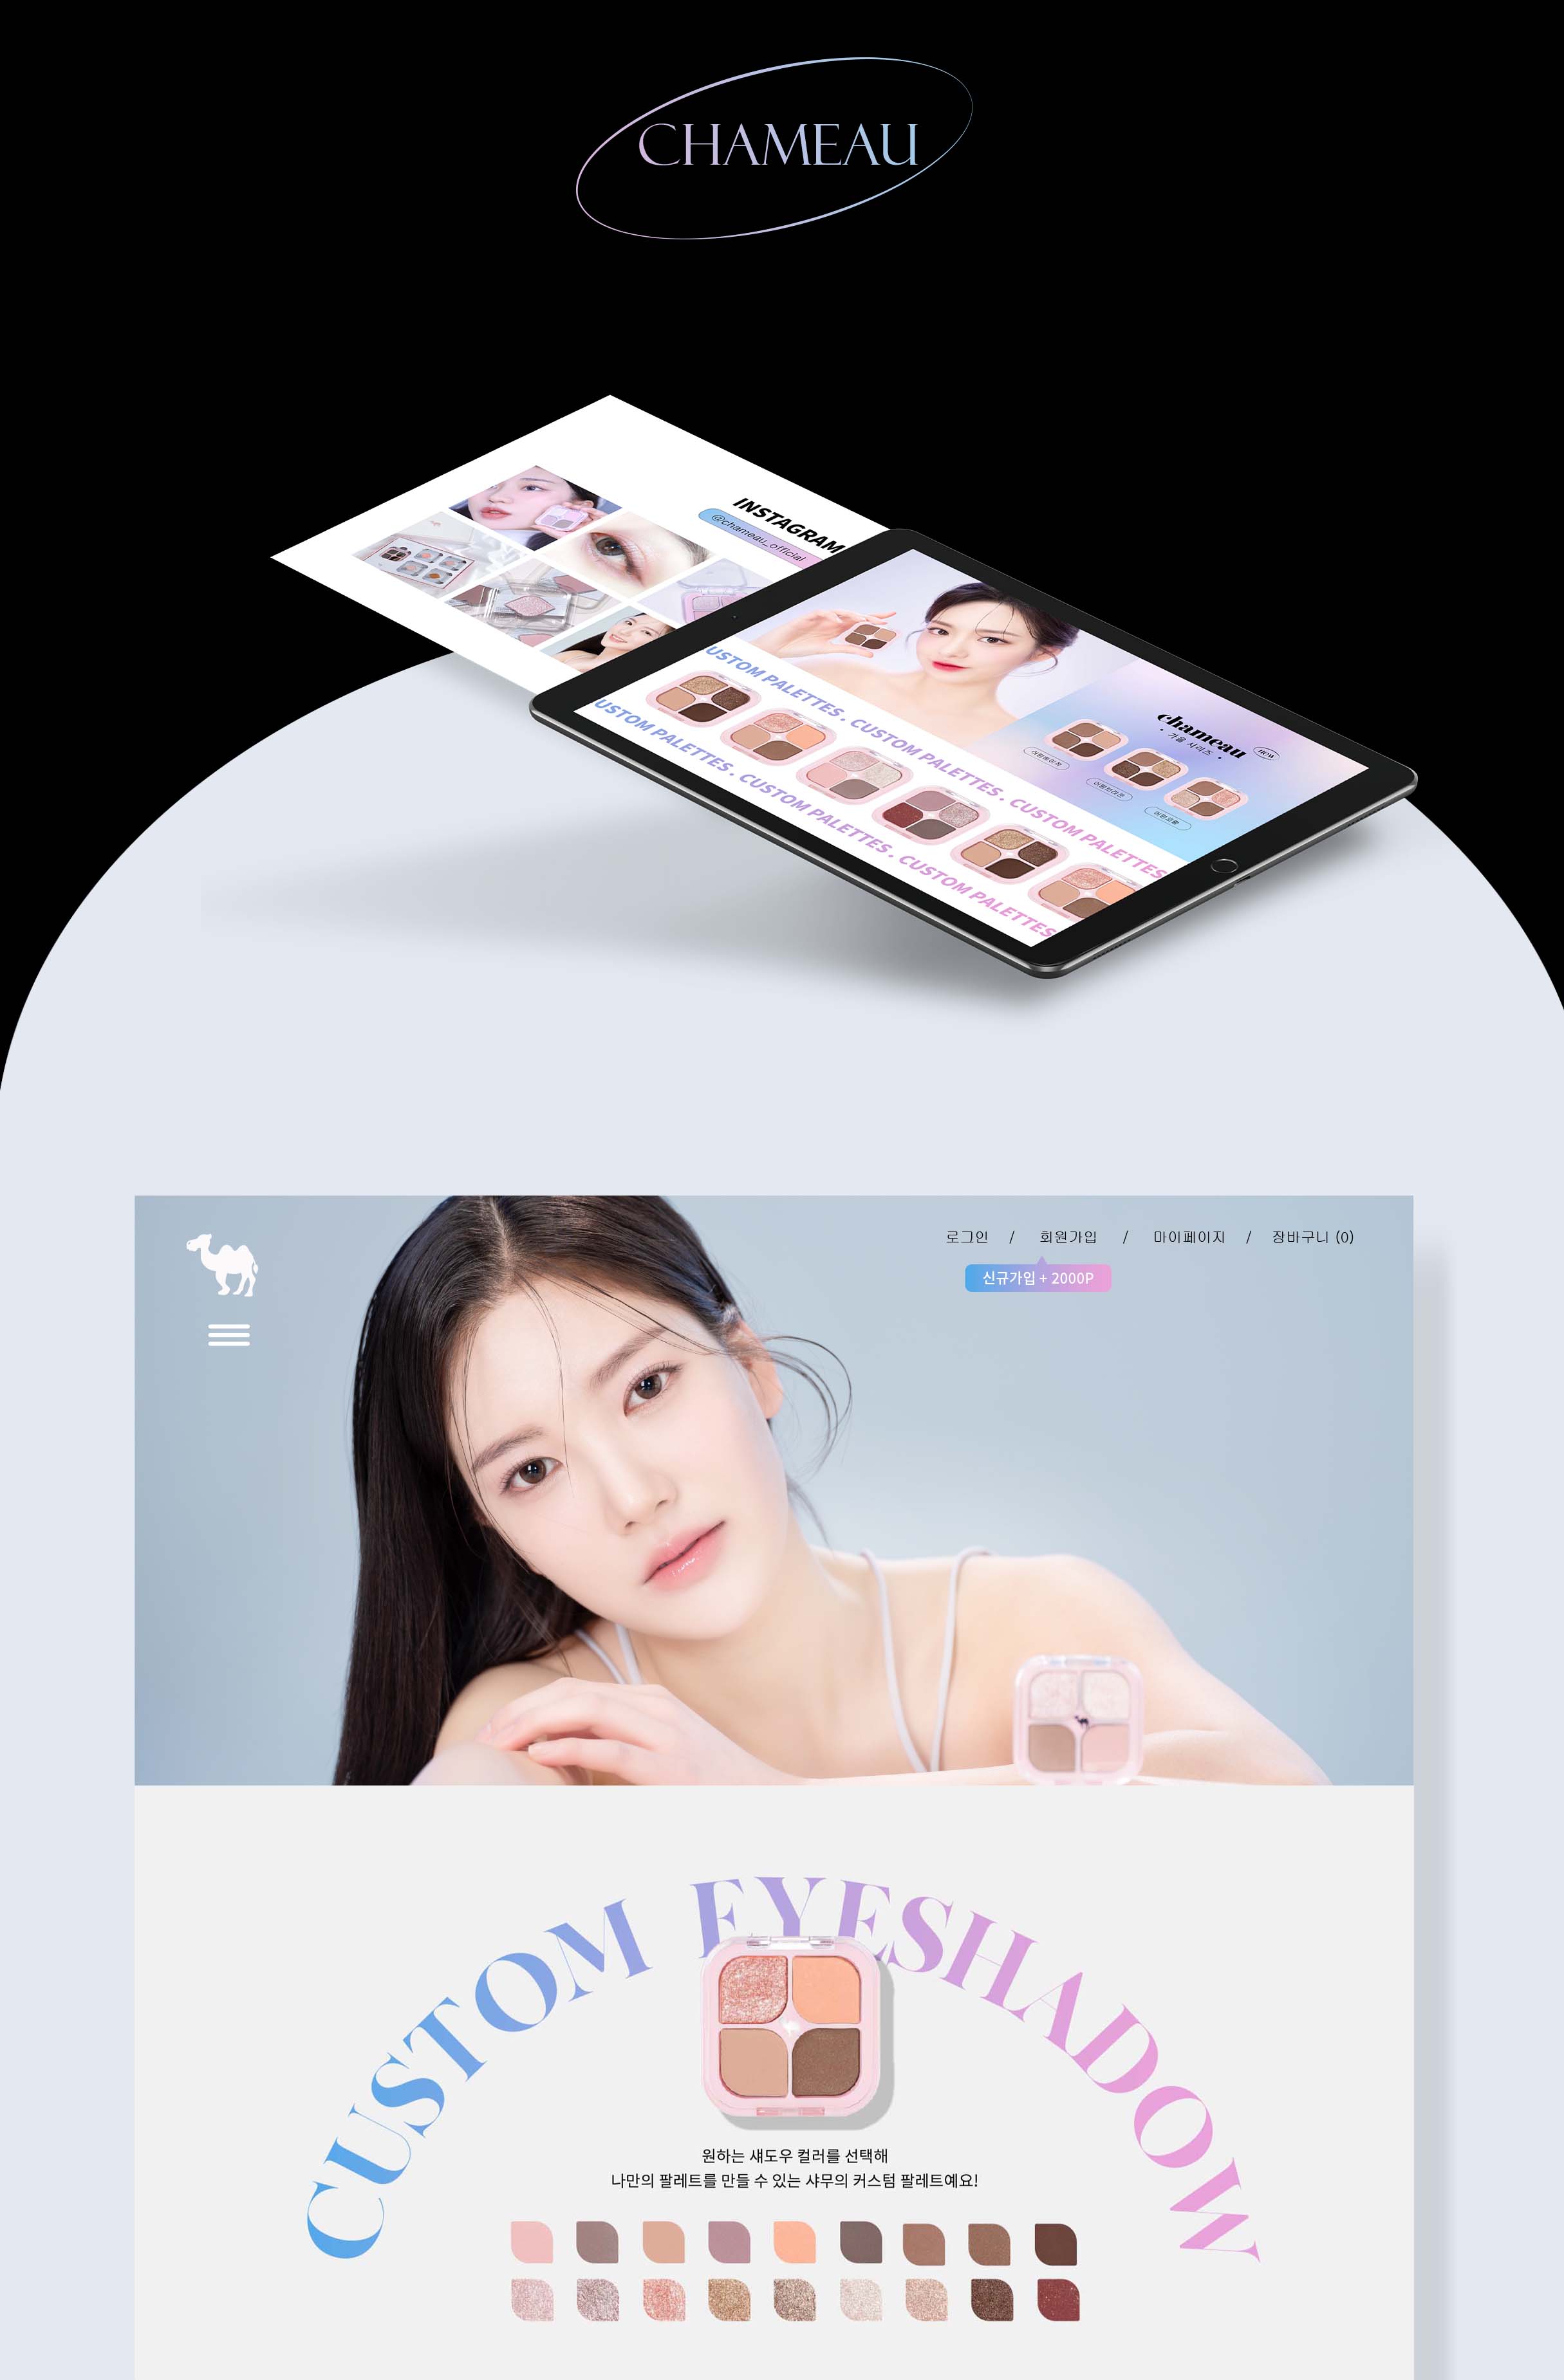 CHAMEAU
INSTAGRAM
@chameau_official
chameau
new
· 가을 시리즈 ·
USTOM PALETTES . CUSTOM PALETTES . CUSTOM PALETTES
USTOM PALETTES . CUSTOM PALETTES . CUSTOM PALETTES
로그인 / 회원가입 / 마이페이지 / 장바구니 (0)
신규가입 + 2000P
CUSTOM EYESHADOW
원하는 섀도우 컬러를 선택해
나만의 팔레트를 만들 수 있는 샤무의 커스텀 팔레트예요!